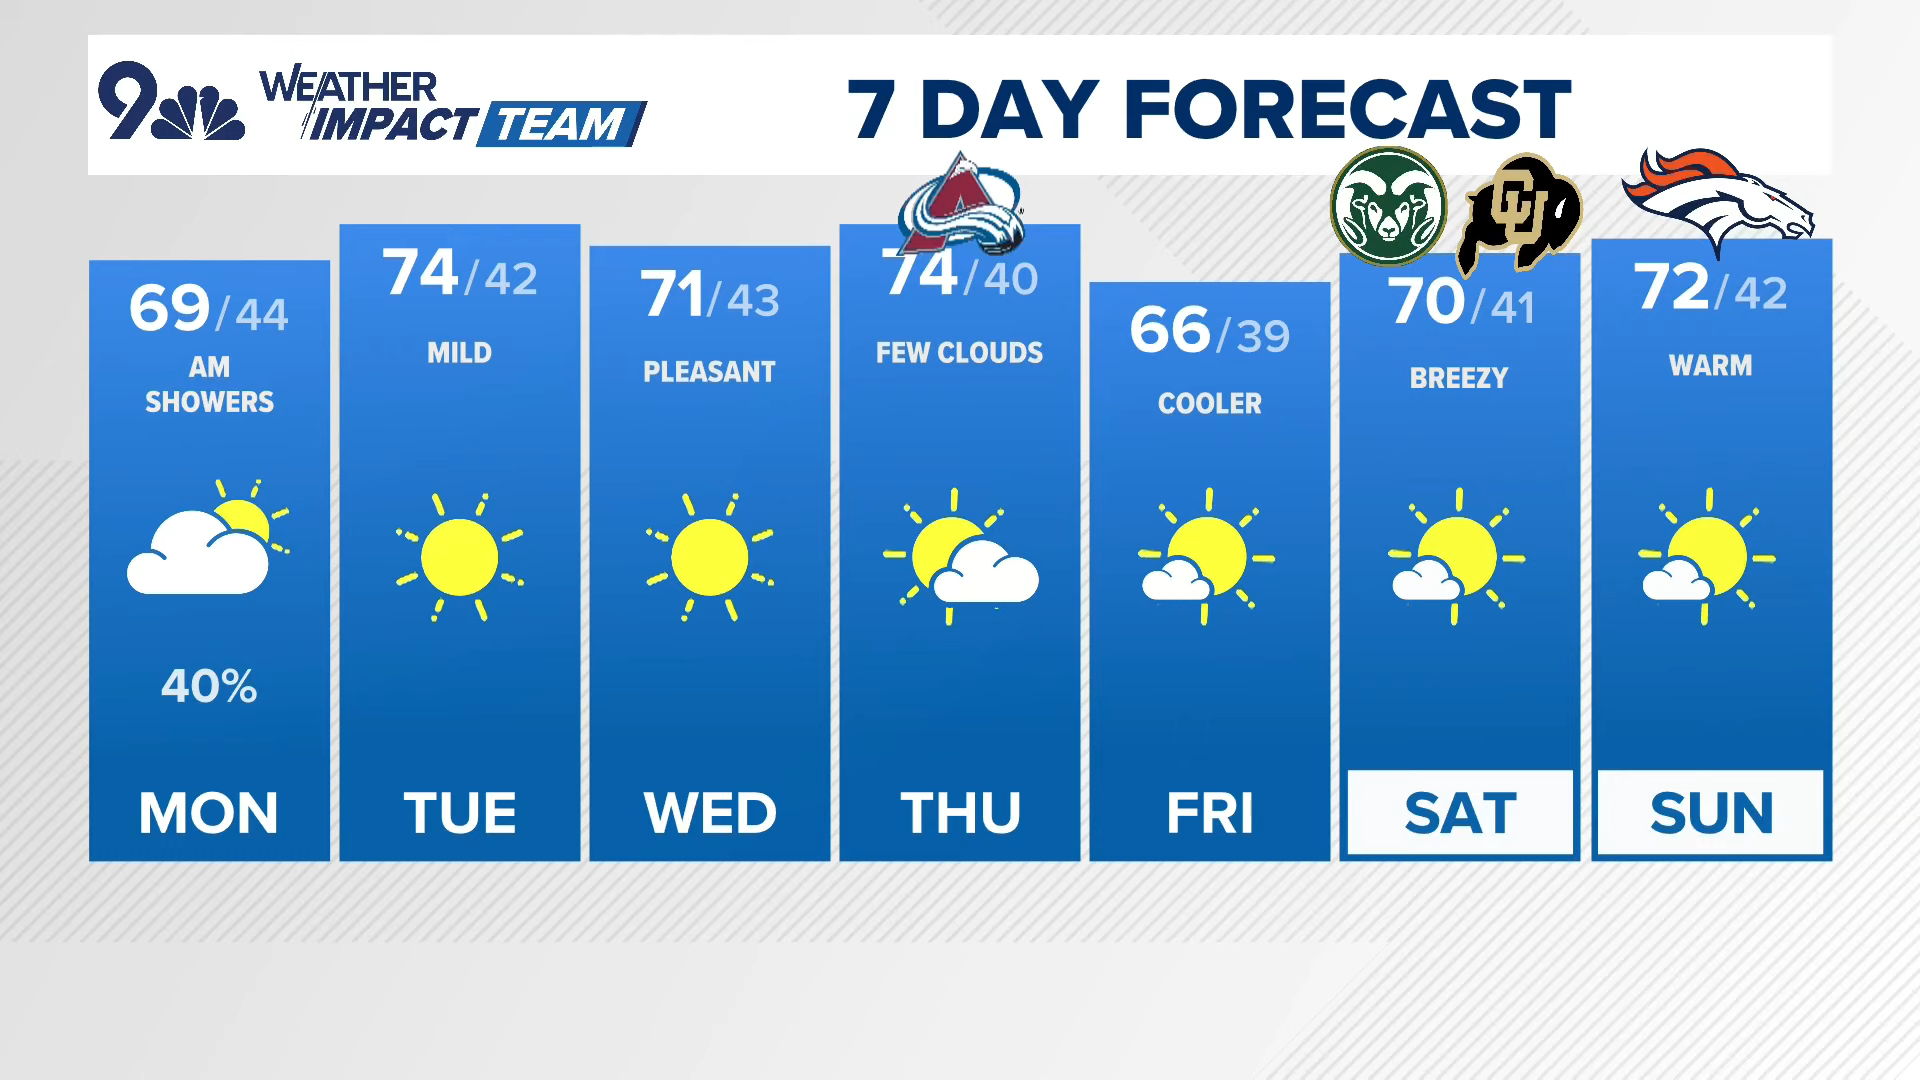 9 WEATHER
IMPACT TEAM
7 DAY FORECAST
69/44
AM
SHOWERS
40%
MON
74/42
MILD
TUE
71/43
PLEASANT
WED
A
74/40
FEW CLOUDS
THU
66/39
COOLER
FRI
CU
70/41
BREEZY
SAT
72/42
WARM
SUN